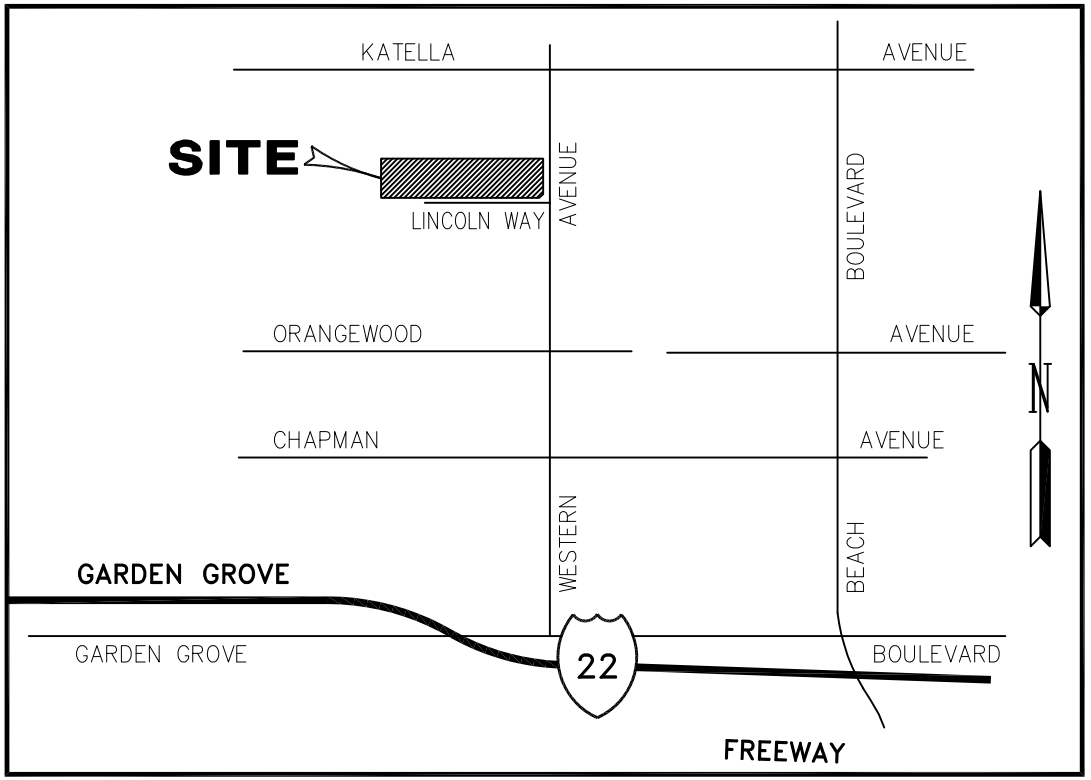 KATELLA AVENUE
SITE
AVENUE
BOULEVARD
LINCOLN WAY
ORANGEWOOD AVENUE
N
CHAPMAN AVENUE
WESTERN
BEACH
GARDEN GROVE
GARDEN GROVE BOULEVARD
22
FREEWAY